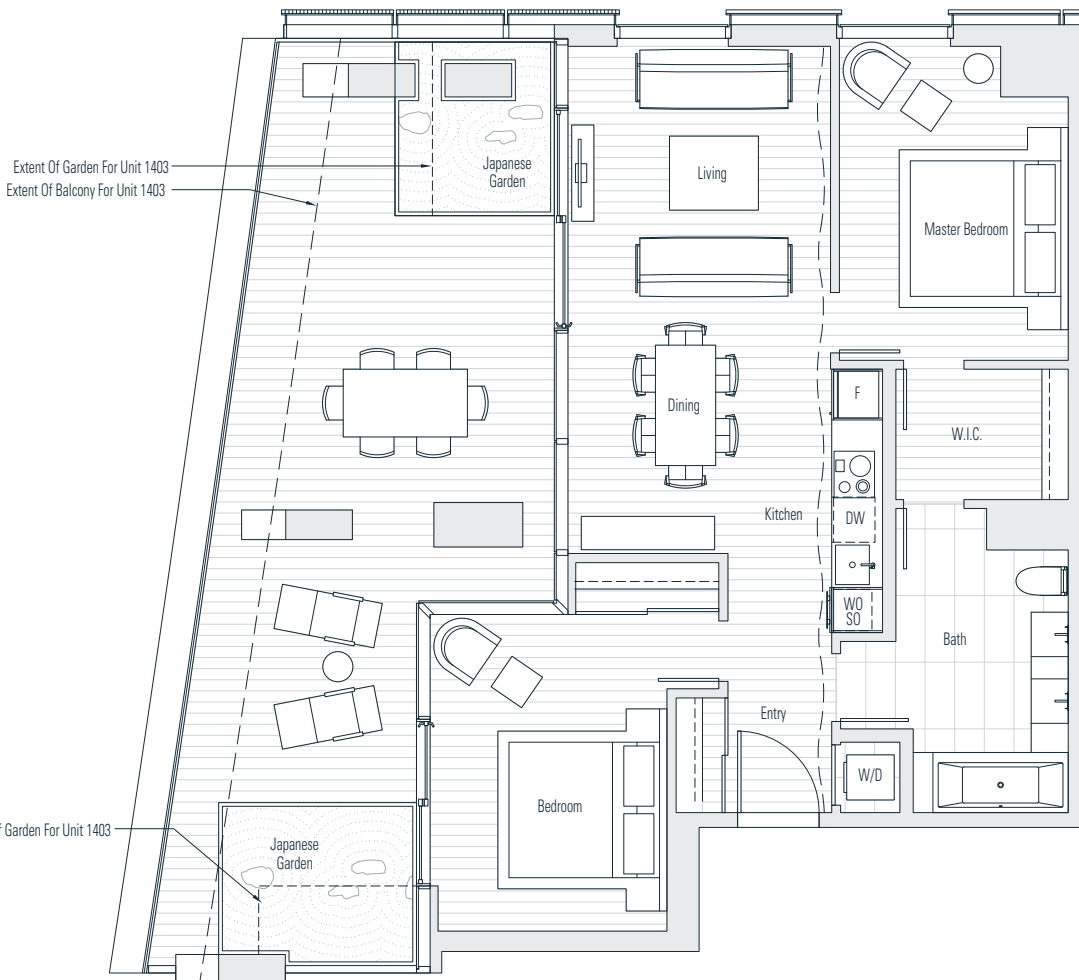 Extent Of Garden For Unit 1403
Extent Of Balcony For Unit 1403
Japanese
Garden
Living
Master Bedroom
Dining
F
W.I.C.
Kitchen
DW
WO
SO
Bath
Entry
W/D
Bedroom
f Garden For Unit 1403
Japanese
Garden